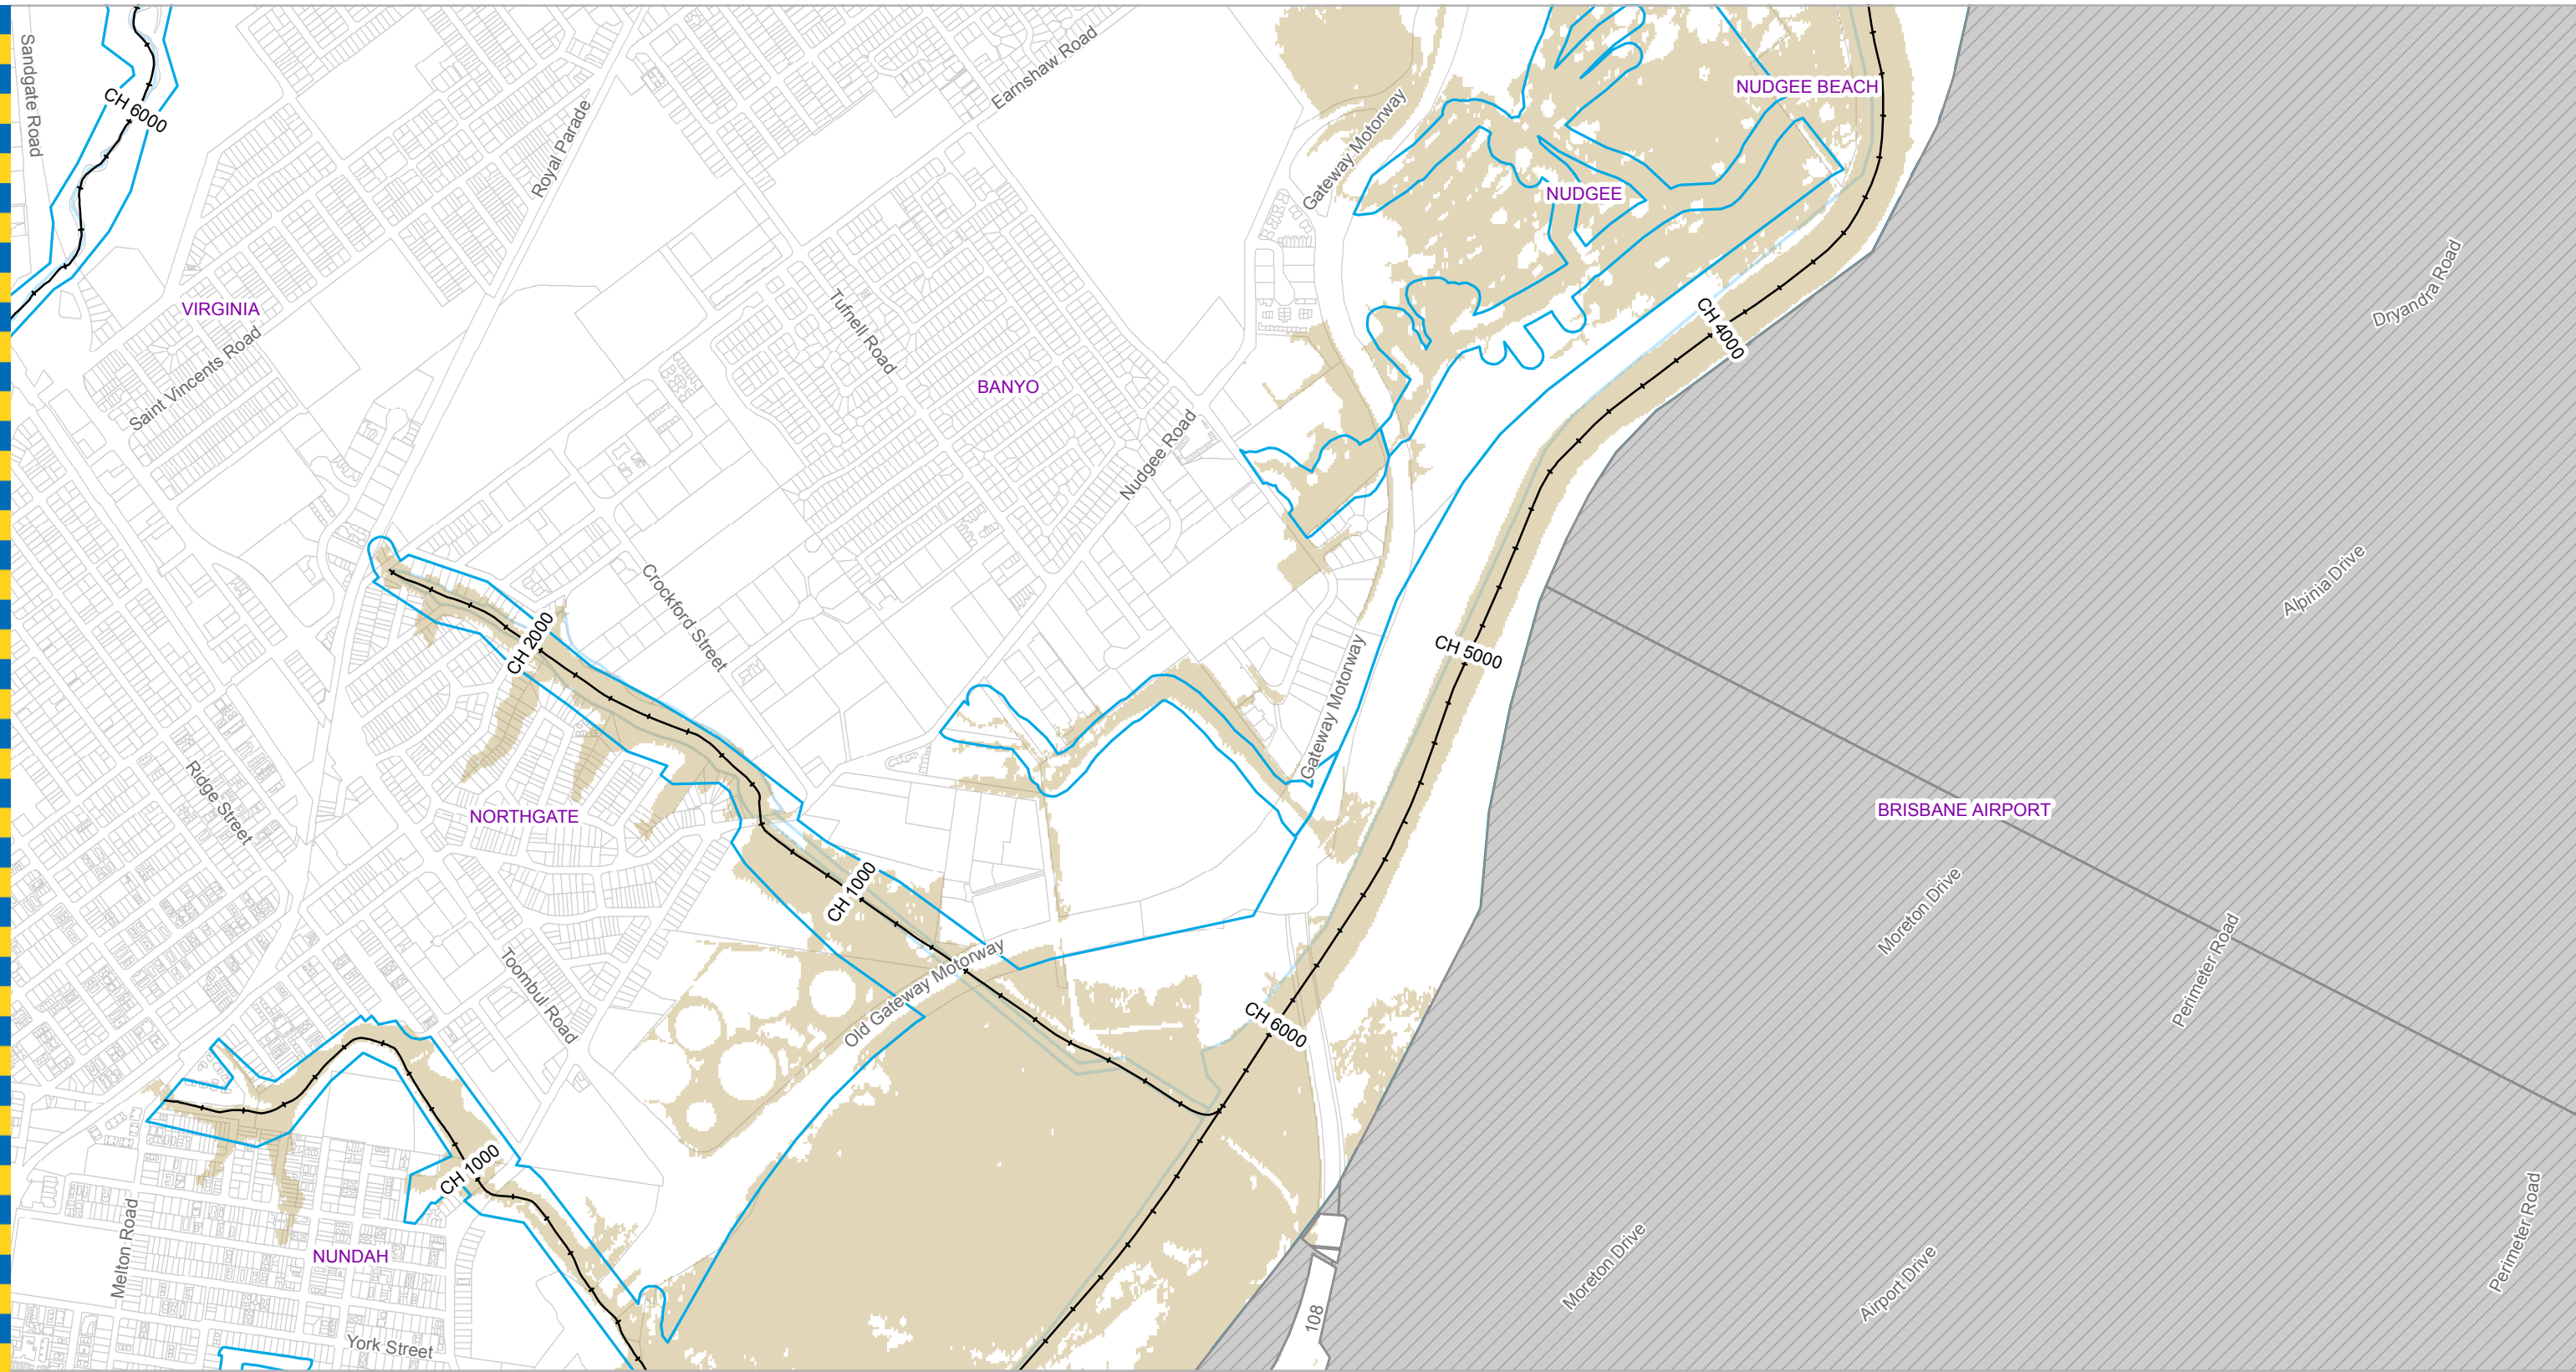 Sandgate Road
CH 6000
Royal Parade
Earnshaw Road
Gateway Motorway
NUDGEE BEACH
NUDGEE
VIRGINIA
Saint Vincents Road
Tufnell Road
BANYO
Nudgee Road
CH 4000
Dryandra Road
Alpinia Drive
Crockford Street
CH 2000
CH 5000
Gateway Motorway
Ridge Street
NORTHGATE
BRISBANE AIRPORT
CH 1000
Moreton Drive
Perimeter Road
Toombul Road
Old Gateway Motorway
CH 6000
CH 1000
Melton Road
NUNDAH
York Street
108
Moreton Drive
Airport Drive
Perimeter Road